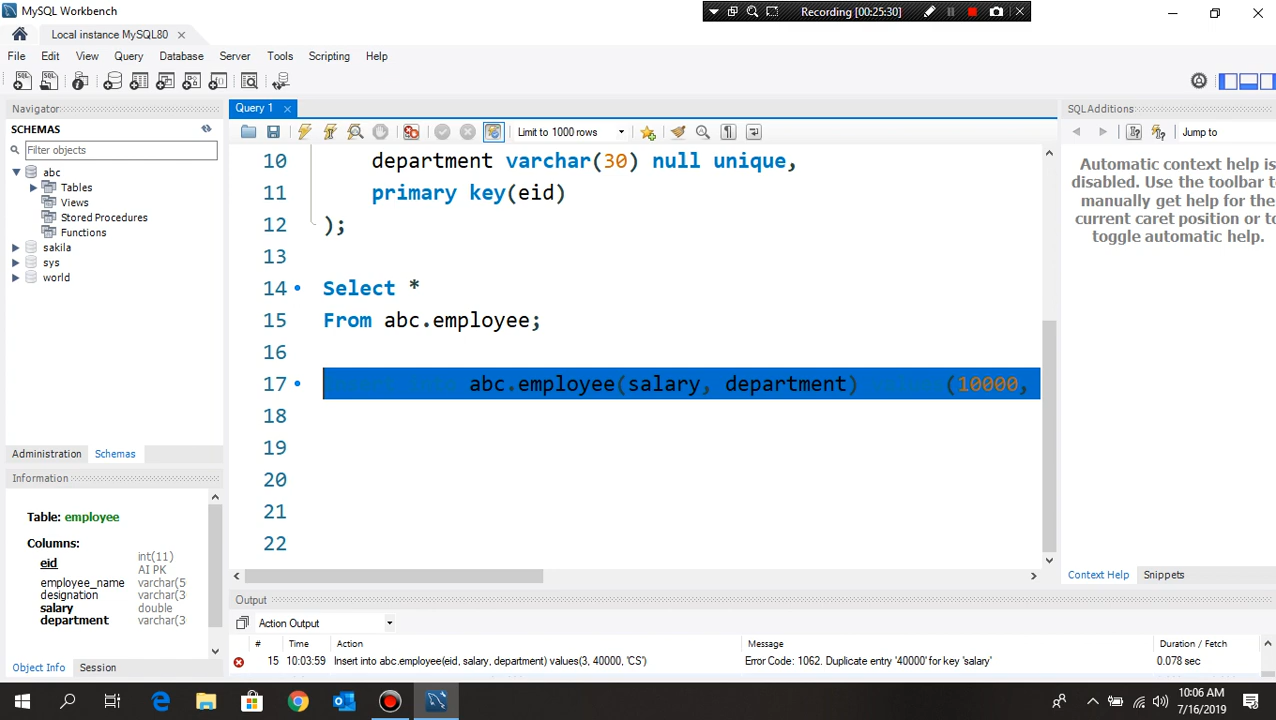 MySQL Workbench
Recording [00:25:30]
Local instance MySQL80
File Edit View Query Database Server Tools Scripting Help
Navigator
SCHEMAS
Filter objects
abc
Tables
Views
Stored Procedures
Functions
sakila
sys
world
Administration Schemas
Information
Table: employee
Columns:
eid int(11)
AI PK
employee_name varchar(5
designation varchar(3
salary double
department varchar(3
Object Info Session
Query 1
Limit to 1000 rows
10 department varchar(30) null unique,
11 primary key(eid)
12 );
13
14 Select *
15 From abc.employee;
16
17 abc.employee(salary, department) (10000,
18
19
20
21
22
SQLAdditions
Jump to
Automatic context help is
disabled. Use the toolbar t
manually get help for the
current caret position or to
toggle automatic help.
Context Help Snippets
Output
Action Output
# Time Action Message Duration / Fetch
15 10:03:59 Insert into abc.employee(eid, salary, department) values(3, 40000, 'CS') Error Code: 1062. Duplicate entry '40000' for key 'salary' 0.078 sec
10:06 AM
7/16/2019